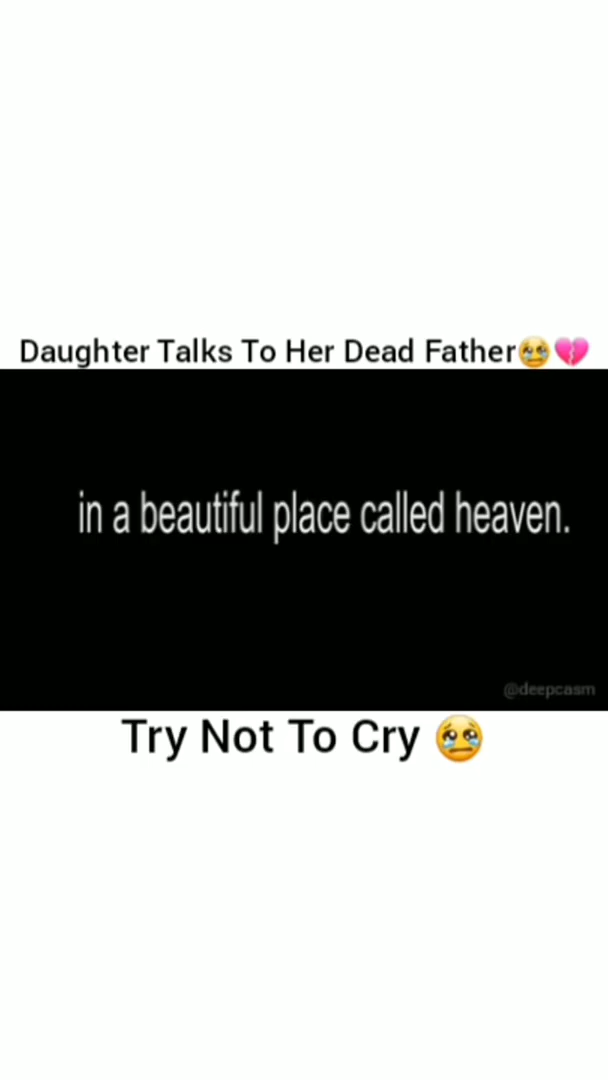 Daughter Talks To Her Dead Father😢💔
in a beautiful place called heaven.
@deepcasm
Try Not To Cry 😢